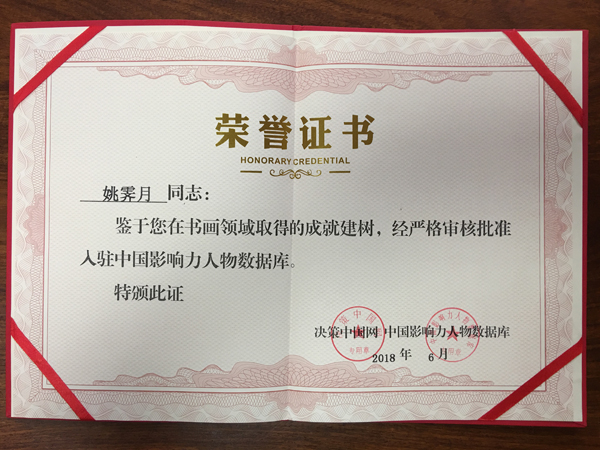 荣誉证书
HONORARY CREDENTIAL
姚霁月 同志：
鉴于您在书画领域取得的成就建树，经严格审核批准
入驻中国影响力人物数据库。
特颁此证
决策中国网 中国影响力人物数据库
2018 年 6 月